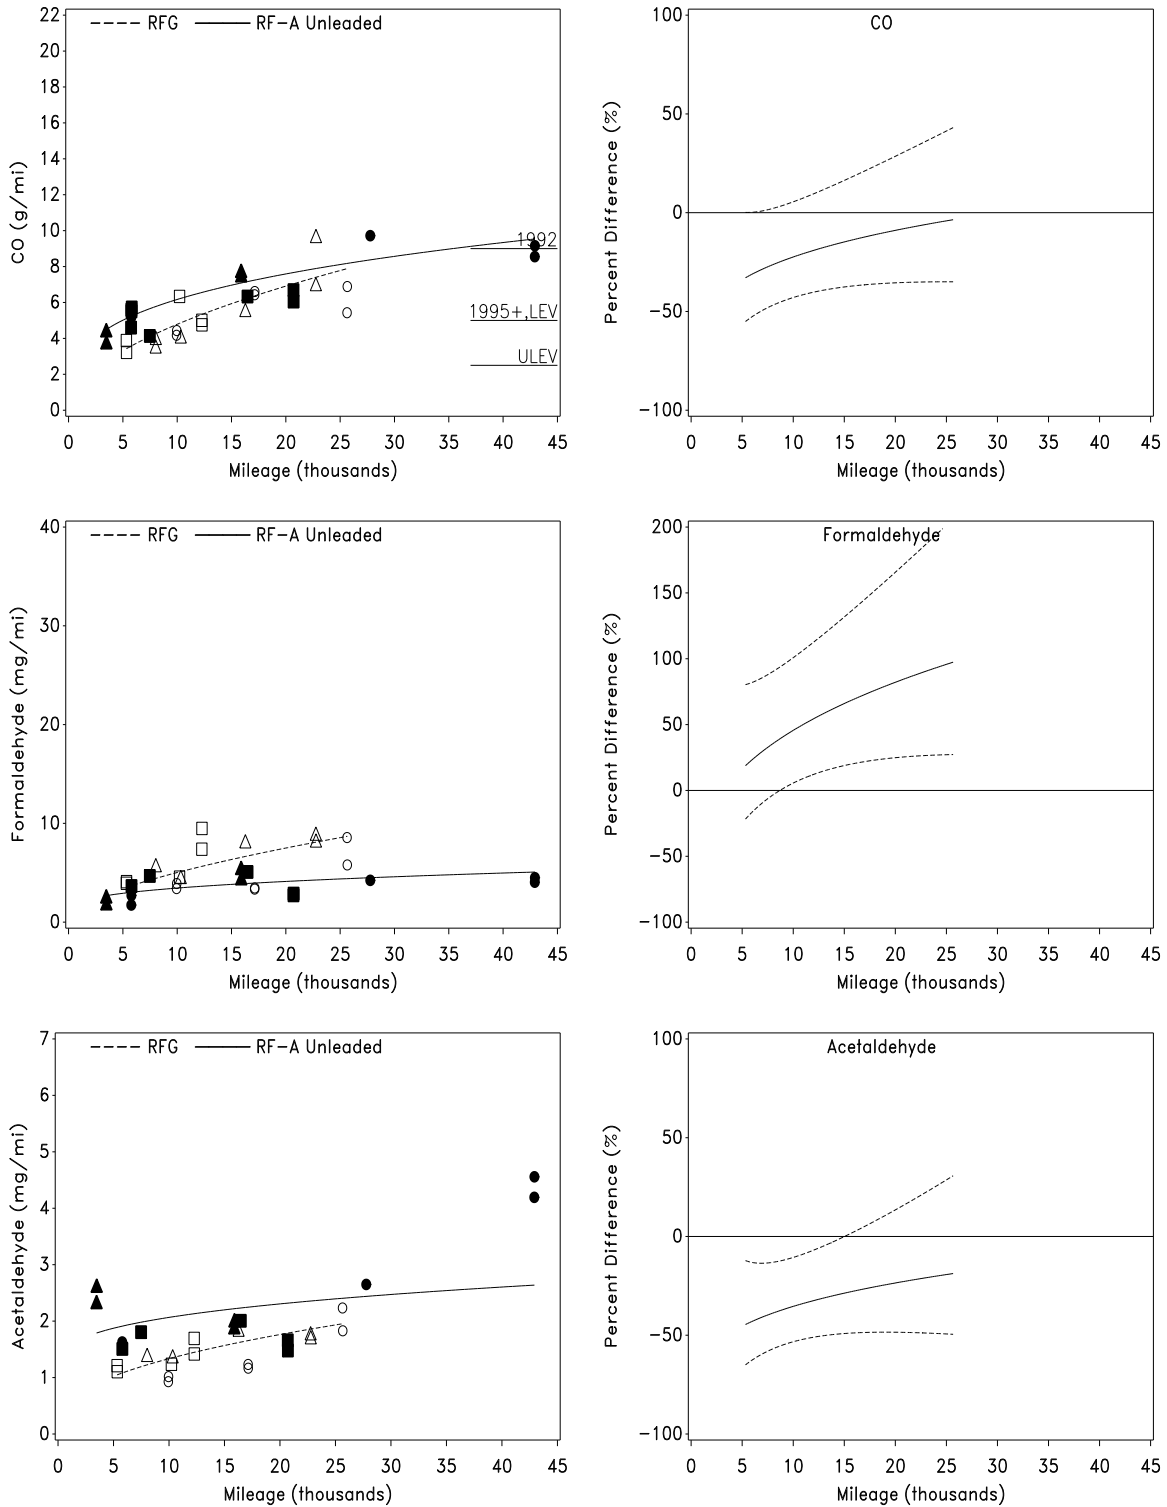 RFG RF-A Unleaded
22
20
18
16
14
12
10
8
6
4
2
0
CO (g/mi)
1992
1995+,LEV
ULEV
0 5 10 15 20 25 30 35 40 45
Mileage (thousands)
CO
100
50
0
-50
-100
Percent Difference (%)
0 5 10 15 20 25 30 35 40 45
Mileage (thousands)
RFG RF-A Unleaded
40
30
20
10
0
Formaldehyde (mg/mi)
0 5 10 15 20 25 30 35 40 45
Mileage (thousands)
Formaldehyde
200
150
100
50
0
-50
-100
Percent Difference (%)
0 5 10 15 20 25 30 35 40 45
Mileage (thousands)
RFG RF-A Unleaded
7
6
5
4
3
2
1
0
Acetaldehyde (mg/mi)
0 5 10 15 20 25 30 35 40 45
Mileage (thousands)
Acetaldehyde
100
50
0
-50
-100
Percent Difference (%)
0 5 10 15 20 25 30 35 40 45
Mileage (thousands)